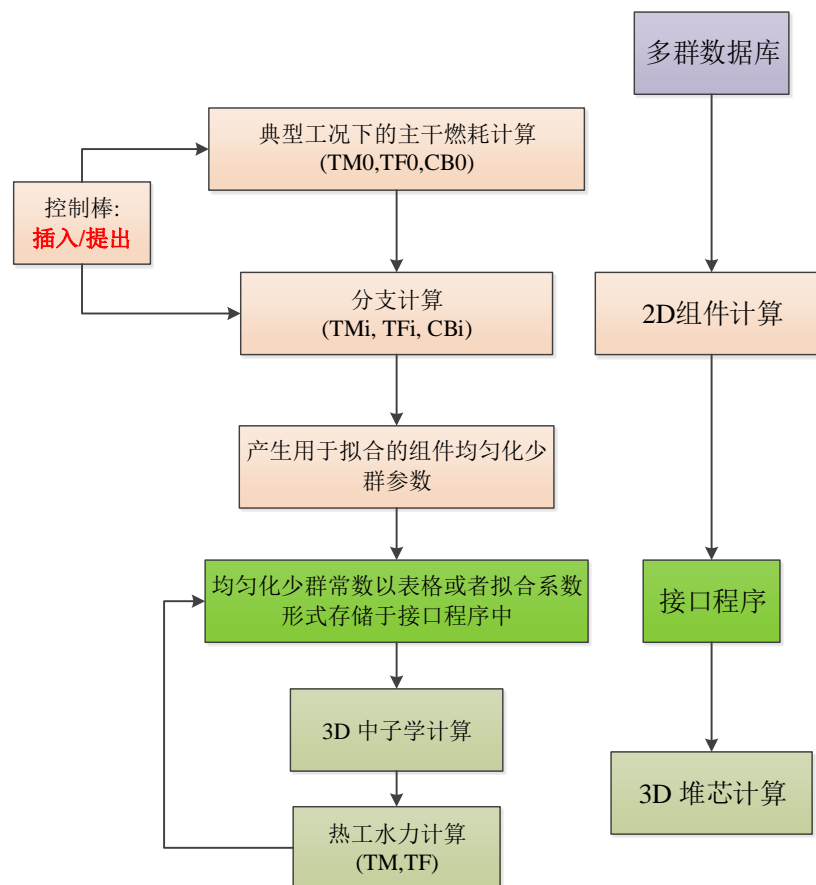 多群数据库
典型工况下的主干燃耗计算
(TM0,TF0,CB0)
控制棒:
插入/提出
分支计算
(TMi, TFi, CBi)
2D组件计算
产生用于拟合的组件均匀化少
群参数
均匀化少群常数以表格或者拟合系数
形式存储于接口程序中
接口程序
3D 中子学计算
3D 堆芯计算
热工水力计算
(TM,TF)